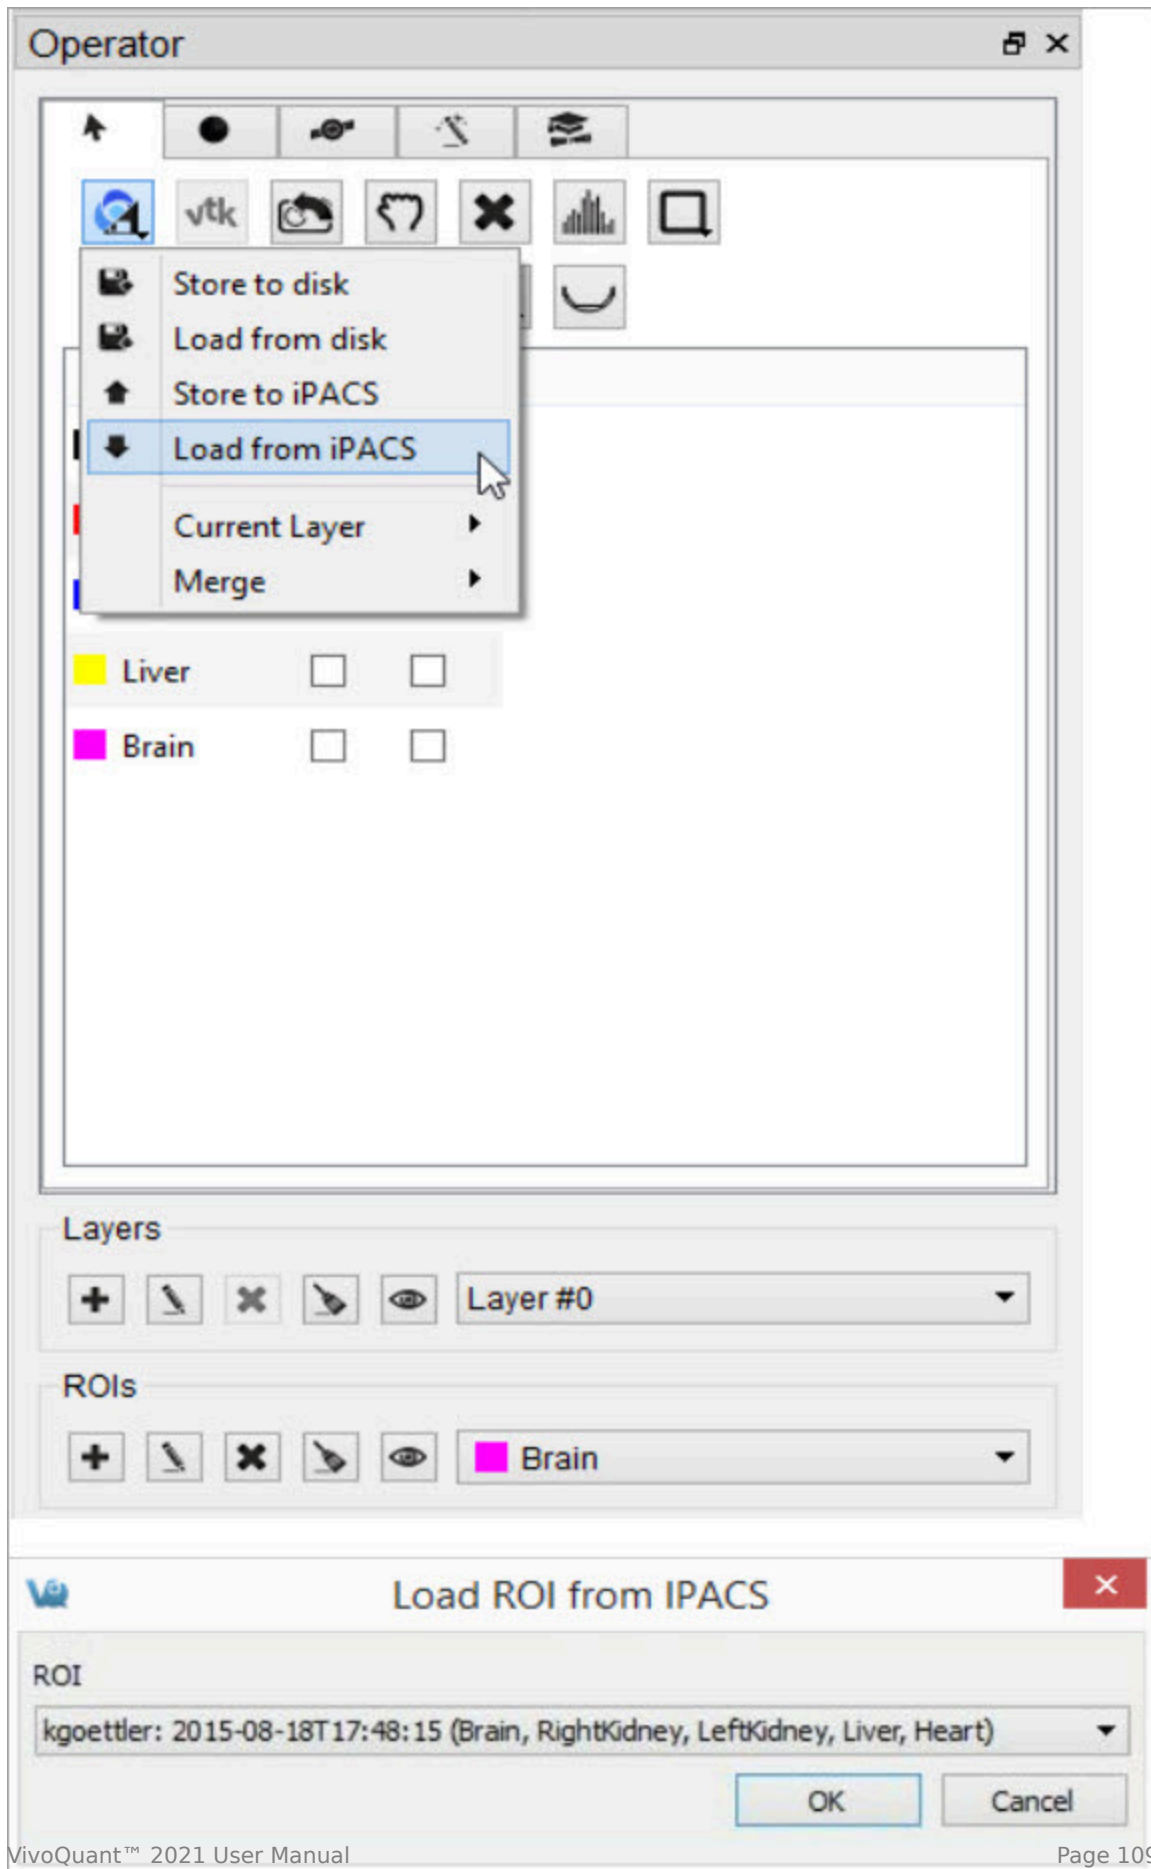 Operator
vtk
Store to disk
Load from disk
Store to iPACS
Load from iPACS
Current Layer
Merge
Liver
Brain
Layers
Layer #0
ROIs
Brain
Load ROI from IPACS
ROI
kgoettler: 2015-08-18T17:48:15 (Brain, RightKidney, LeftKidney, Liver, Heart)
OK Cancel
VivoQuant™ 2021 User Manual Page 109